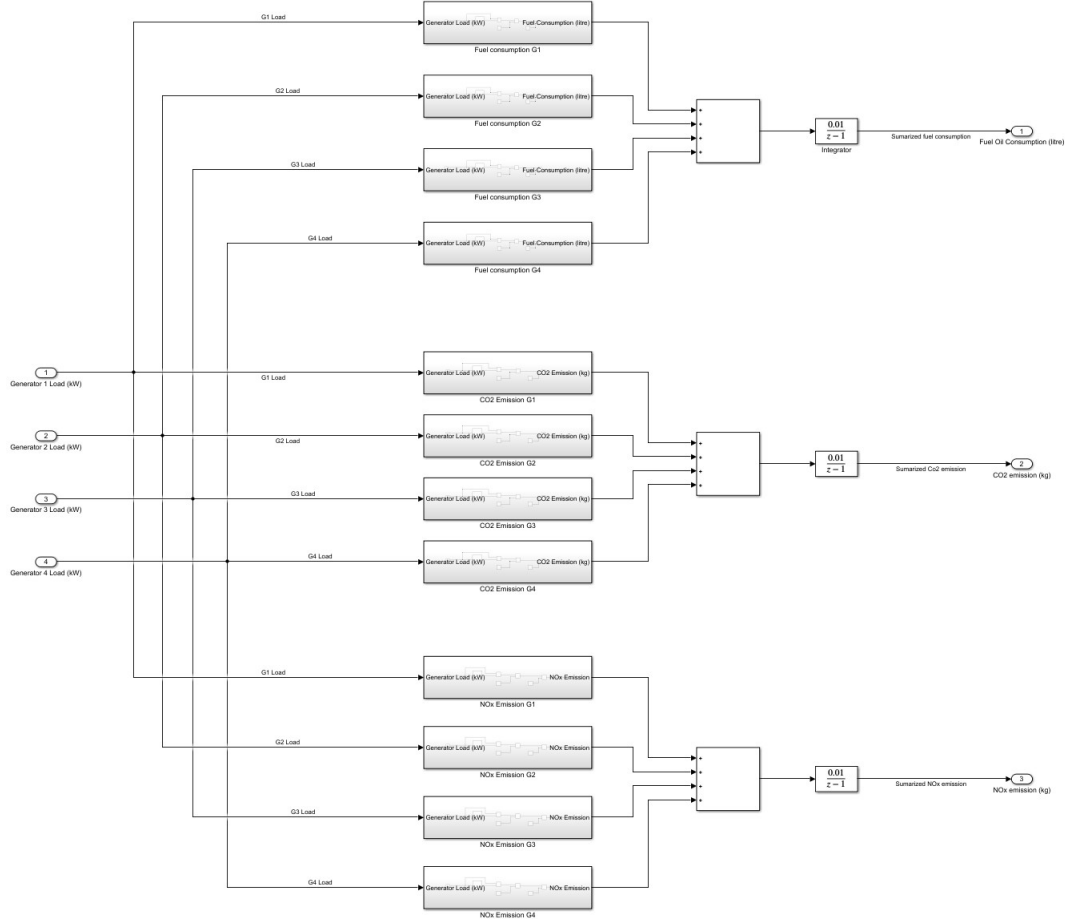 G1 Load
Generator Load (kW) Fuel Consumption (litre)
Fuel consumption G1
G2 Load
Generator Load (kW) Fuel Consumption (litre)
Fuel consumption G2
G3 Load
Generator Load (kW) Fuel Consumption (litre)
Fuel consumption G3
G4 Load
Generator Load (kW) Fuel Consumption (litre)
Fuel consumption G4
+
+
+
+
0.01
z − 1
Integrator
Sumarized fuel consumption
1
Fuel Oil Consumption (litre)
1
Generator 1 Load (kW)
G1 Load
Generator Load (kW) CO2 Emission (kg)
CO2 Emission G1
2
Generator 2 Load (kW)
G2 Load
Generator Load (kW) CO2 Emission (kg)
CO2 Emission G2
3
Generator 3 Load (kW)
G3 Load
Generator Load (kW) CO2 Emission (kg)
CO2 Emission G3
4
Generator 4 Load (kW)
G4 Load
Generator Load (kW) CO2 Emission (kg)
CO2 Emission G4
+
+
+
+
0.01
z − 1
Sumarized Co2 emission
2
CO2 emission (kg)
G1 Load
Generator Load (kW) NOx Emission
NOx Emission G1
G2 Load
Generator Load (kW) NOx Emission
NOx Emission G2
G3 Load
Generator Load (kW) NOx Emission
NOx Emission G3
G4 Load
Generator Load (kW) NOx Emission
NOx Emission G4
+
+
+
+
0.01
z − 1
Sumarized NOx emission
3
NOx emission (kg)